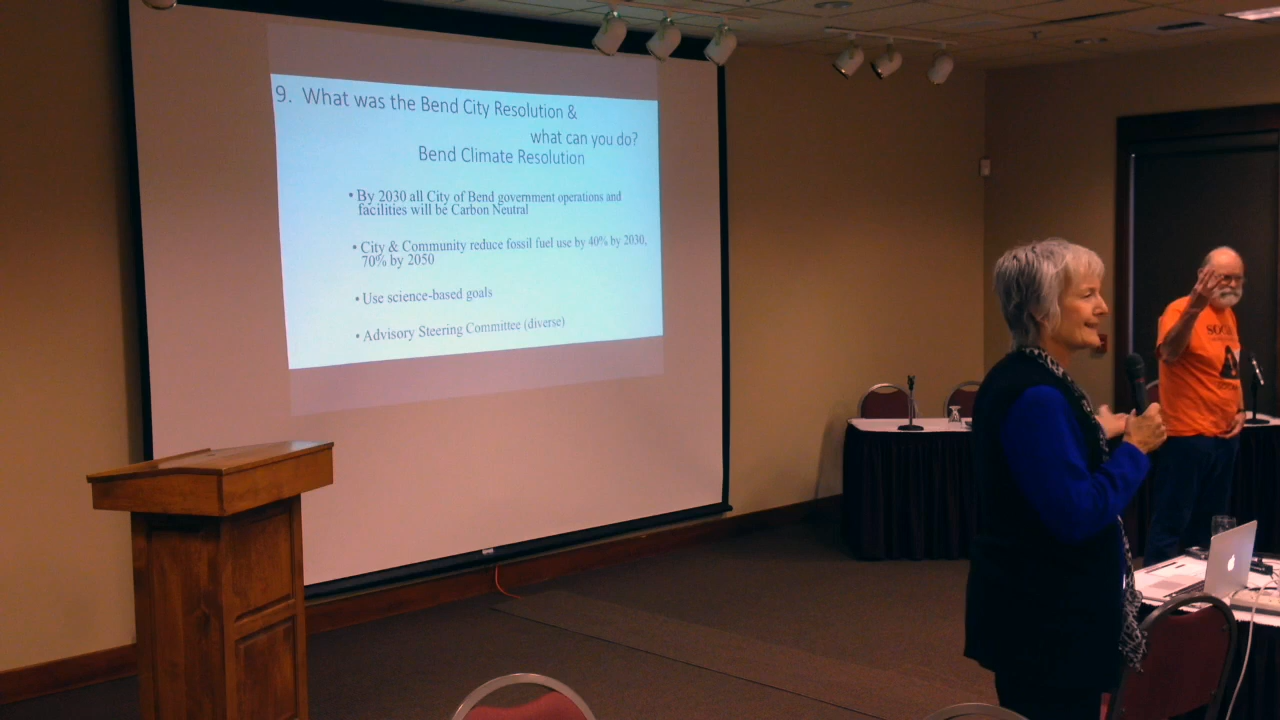 9. What was the Bend City Resolution &
what can you do?
Bend Climate Resolution
• By 2030 all City of Bend government operations and
facilities will be Carbon Neutral
• City & Community reduce fossil fuel use by 40% by 2030,
70% by 2050
• Use science-based goals
• Advisory Steering Committee (diverse)